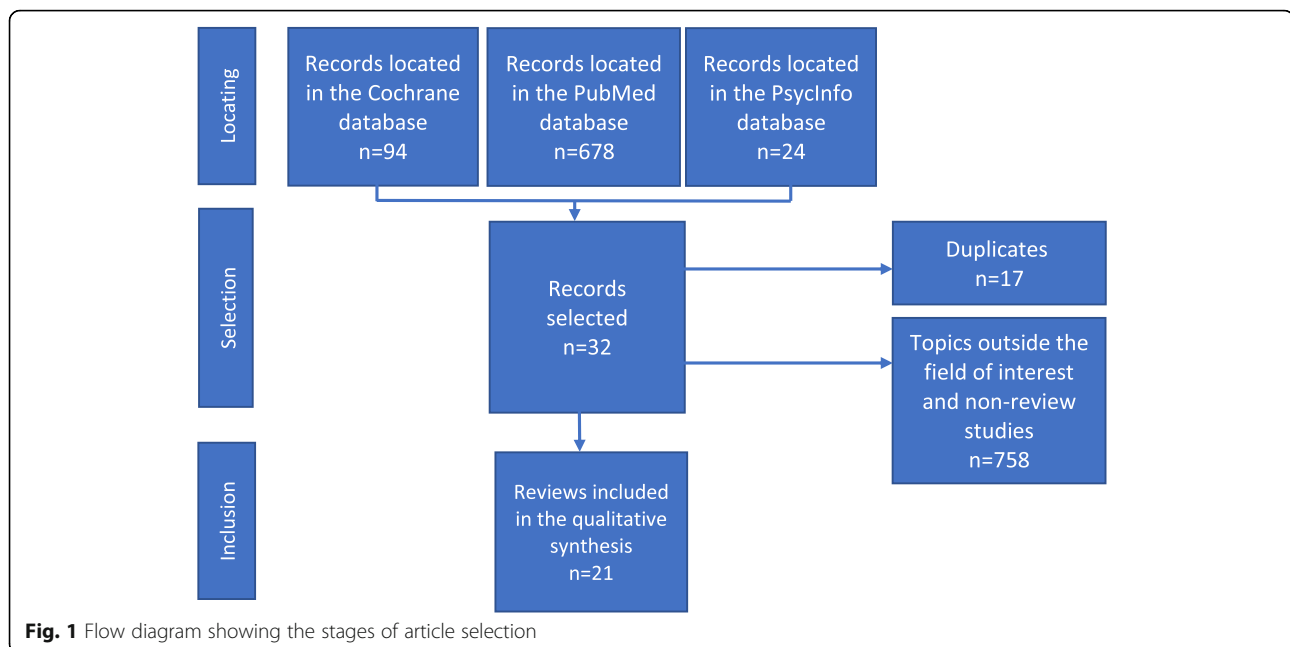 Locating
Records located
in the Cochrane
database
n=94
Records located
in the PubMed
database
n=678
Records located
in the PsycInfo
database
n=24
Selection
Records
selected
n=32
Duplicates
n=17
Topics outside the
field of interest
and non-review
studies
n=758
Inclusion
Reviews included
in the qualitative
synthesis
n=21
Fig. 1 Flow diagram showing the stages of article selection